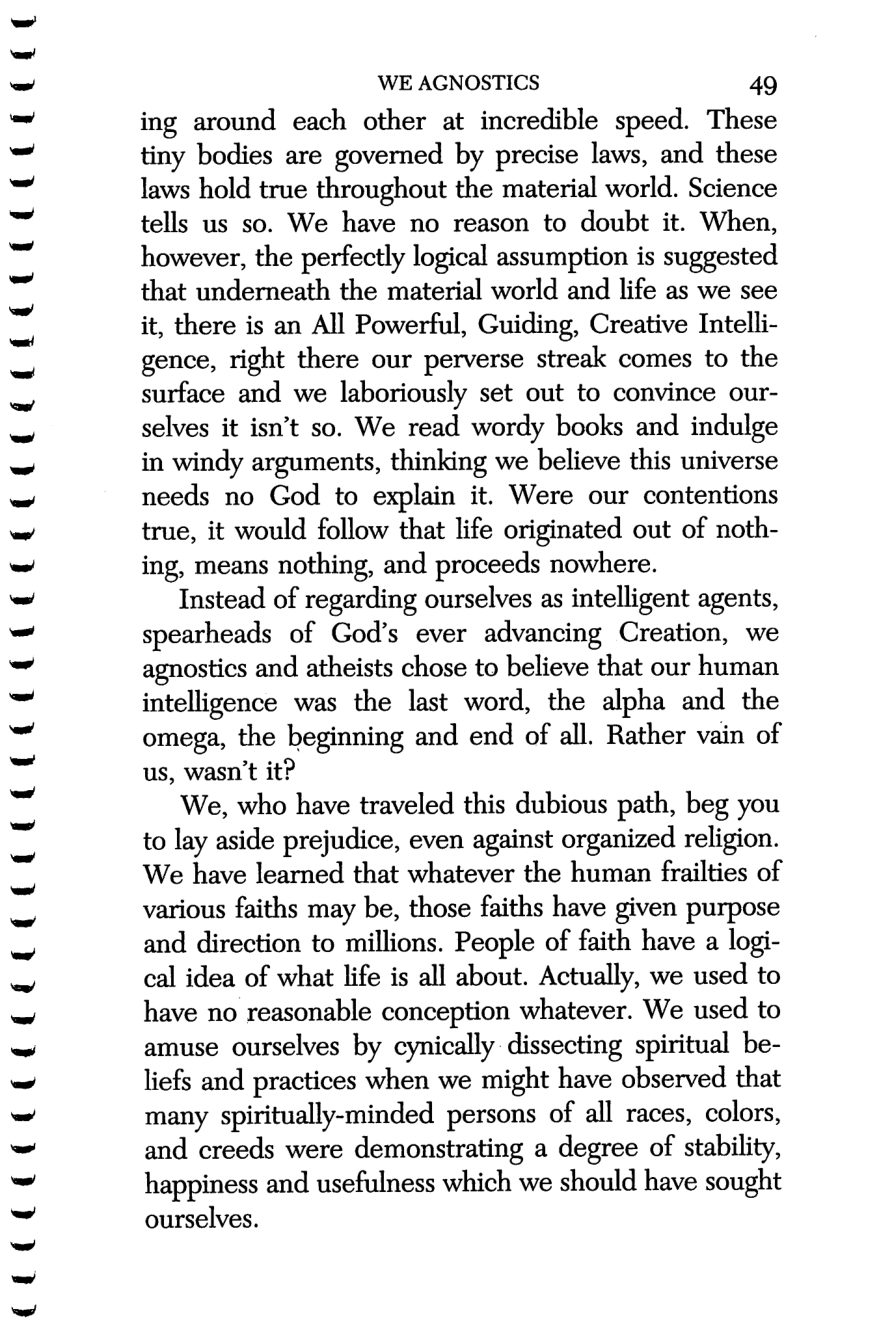 WE AGNOSTICS 49
ing around each other at incredible speed. These
tiny bodies are governed by precise laws, and these
laws hold true throughout the material world. Science
tells us so. We have no reason to doubt it. When,
however, the perfectly logical assumption is suggested
that underneath the material world and life as we see
it, there is an All Powerful, Guiding, Creative Intelli-
gence, right there our perverse streak comes to the
surface and we laboriously set out to convince our-
selves it isn't so. We read wordy books and indulge
in windy arguments, thinking we believe this universe
needs no God to explain it. Were our contentions
true, it would follow that life originated out of noth-
ing, means nothing, and proceeds nowhere.
Instead of regarding ourselves as intelligent agents,
spearheads of God's ever advancing Creation, we
agnostics and atheists chose to believe that our human
intelligence was the last word, the alpha and the
omega, the beginning and end of all. Rather vain of
us, wasn't it?
We, who have traveled this dubious path, beg you
to lay aside prejudice, even against organized religion.
We have learned that whatever the human frailties of
various faiths may be, those faiths have given purpose
and direction to millions. People of faith have a logi-
cal idea of what life is all about. Actually, we used to
have no reasonable conception whatever. We used to
amuse ourselves by cynically dissecting spiritual be-
liefs and practices when we might have observed that
many spiritually-minded persons of all races, colors,
and creeds were demonstrating a degree of stability,
happiness and usefulness which we should have sought
ourselves.